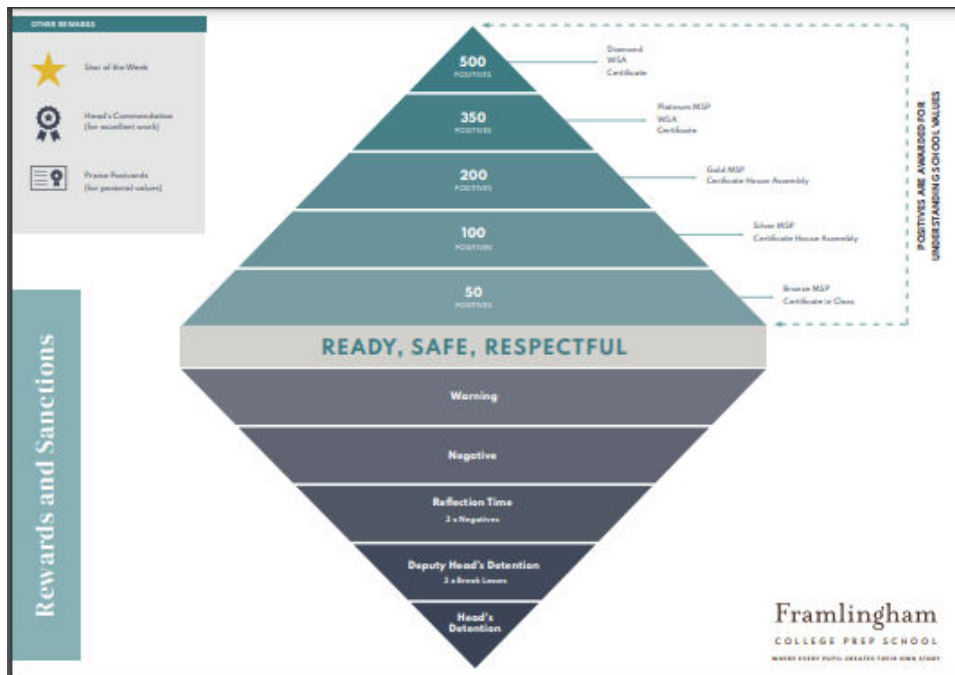 OTHER REWARDS
Star of the Week
Head's Commendation
(for excellent work)
Praise Postcards
(for pastoral values)
500
POSITIVES
Diamond
WSA
Certificate
350
POSITIVES
Platinum MSP
WSA
Certificate
200
POSITIVES
Gold MSP
Certificate House Assembly
100
POSITIVES
Silver MSP
Certificate House Assembly
50
POSITIVES
Bronze MSP
Certificate in Class
POSITIVES ARE AWARDED FOR
UNDERSTANDING SCHOOL VALUES
READY, SAFE, RESPECTFUL
Rewards and Sanctions
Warning
Negative
Reflection Time
x Negatives
Deputy Head's Detention
x Break Losses
Head's
Detention
Framlingham
COLLEGE PREP SCHOOL
WHERE EVERY PUPIL CREATES THEIR OWN STORY